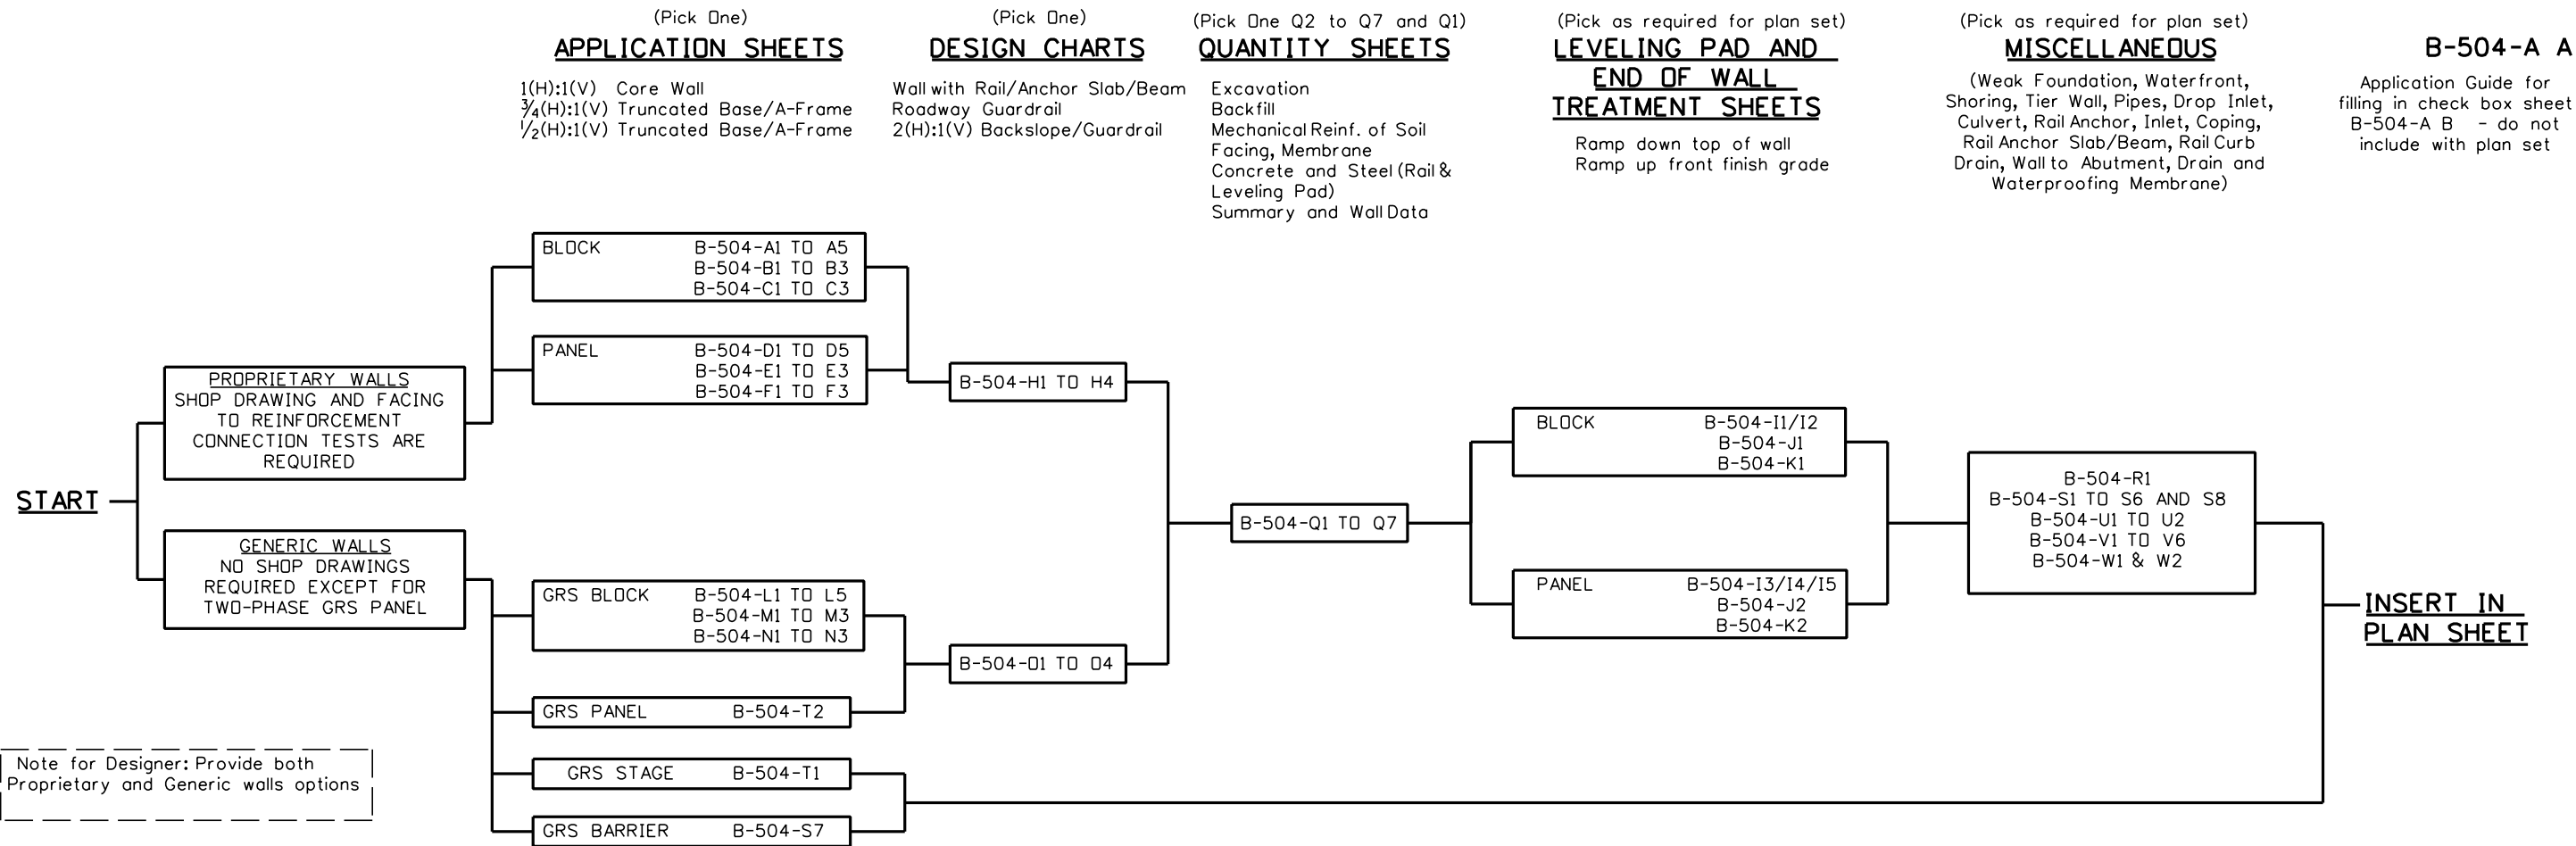 (Pick One)
APPLICATION SHEETS
1(H):1(V) Core Wall
3/4(H):1(V) Truncated Base/A-Frame
1/2(H):1(V) Truncated Base/A-Frame
(Pick One)
DESIGN CHARTS
Wall with Rail/Anchor Slab/Beam
Roadway Guardrail
2(H):1(V) Backslope/Guardrail
(Pick One Q2 to Q7 and Q1)
QUANTITY SHEETS
Excavation
Backfill
Mechanical Reinf. of Soil
Facing, Membrane
Concrete and Steel (Rail &
Leveling Pad)
Summary and Wall Data
(Pick as required for plan set)
LEVELING PAD AND
END OF WALL
TREATMENT SHEETS
Ramp down top of wall
Ramp up front finish grade
(Pick as required for plan set)
MISCELLANEOUS
(Weak Foundation, Waterfront,
Shoring, Tier Wall, Pipes, Drop Inlet,
Culvert, Rail Anchor, Inlet, Coping,
Rail Anchor Slab/Beam, Rail Curb
Drain, Wall to Abutment, Drain and
Waterproofing Membrane)
B-504-A A
Application Guide for
filling in check box sheet
B-504-A B - do not
include with plan set
START
PROPRIETARY WALLS
SHOP DRAWING AND FACING
TO REINFORCEMENT
CONNECTION TESTS ARE
REQUIRED
GENERIC WALLS
NO SHOP DRAWINGS
REQUIRED EXCEPT FOR
TWO-PHASE GRS PANEL
BLOCK B-504-A1 TO A5
B-504-B1 TO B3
B-504-C1 TO C3
PANEL B-504-D1 TO D5
B-504-E1 TO E3
B-504-F1 TO F3
GRS BLOCK B-504-L1 TO L5
B-504-M1 TO M3
B-504-N1 TO N3
GRS PANEL B-504-T2
GRS STAGE B-504-T1
GRS BARRIER B-504-S7
B-504-H1 TO H4
B-504-O1 TO O4
B-504-Q1 TO Q7
BLOCK B-504-I1/I2
B-504-J1
B-504-K1
PANEL B-504-I3/I4/I5
B-504-J2
B-504-K2
B-504-R1
B-504-S1 TO S6 AND S8
B-504-U1 TO U2
B-504-V1 TO V6
B-504-W1 & W2
INSERT IN
PLAN SHEET
Note for Designer: Provide both
Proprietary and Generic walls options